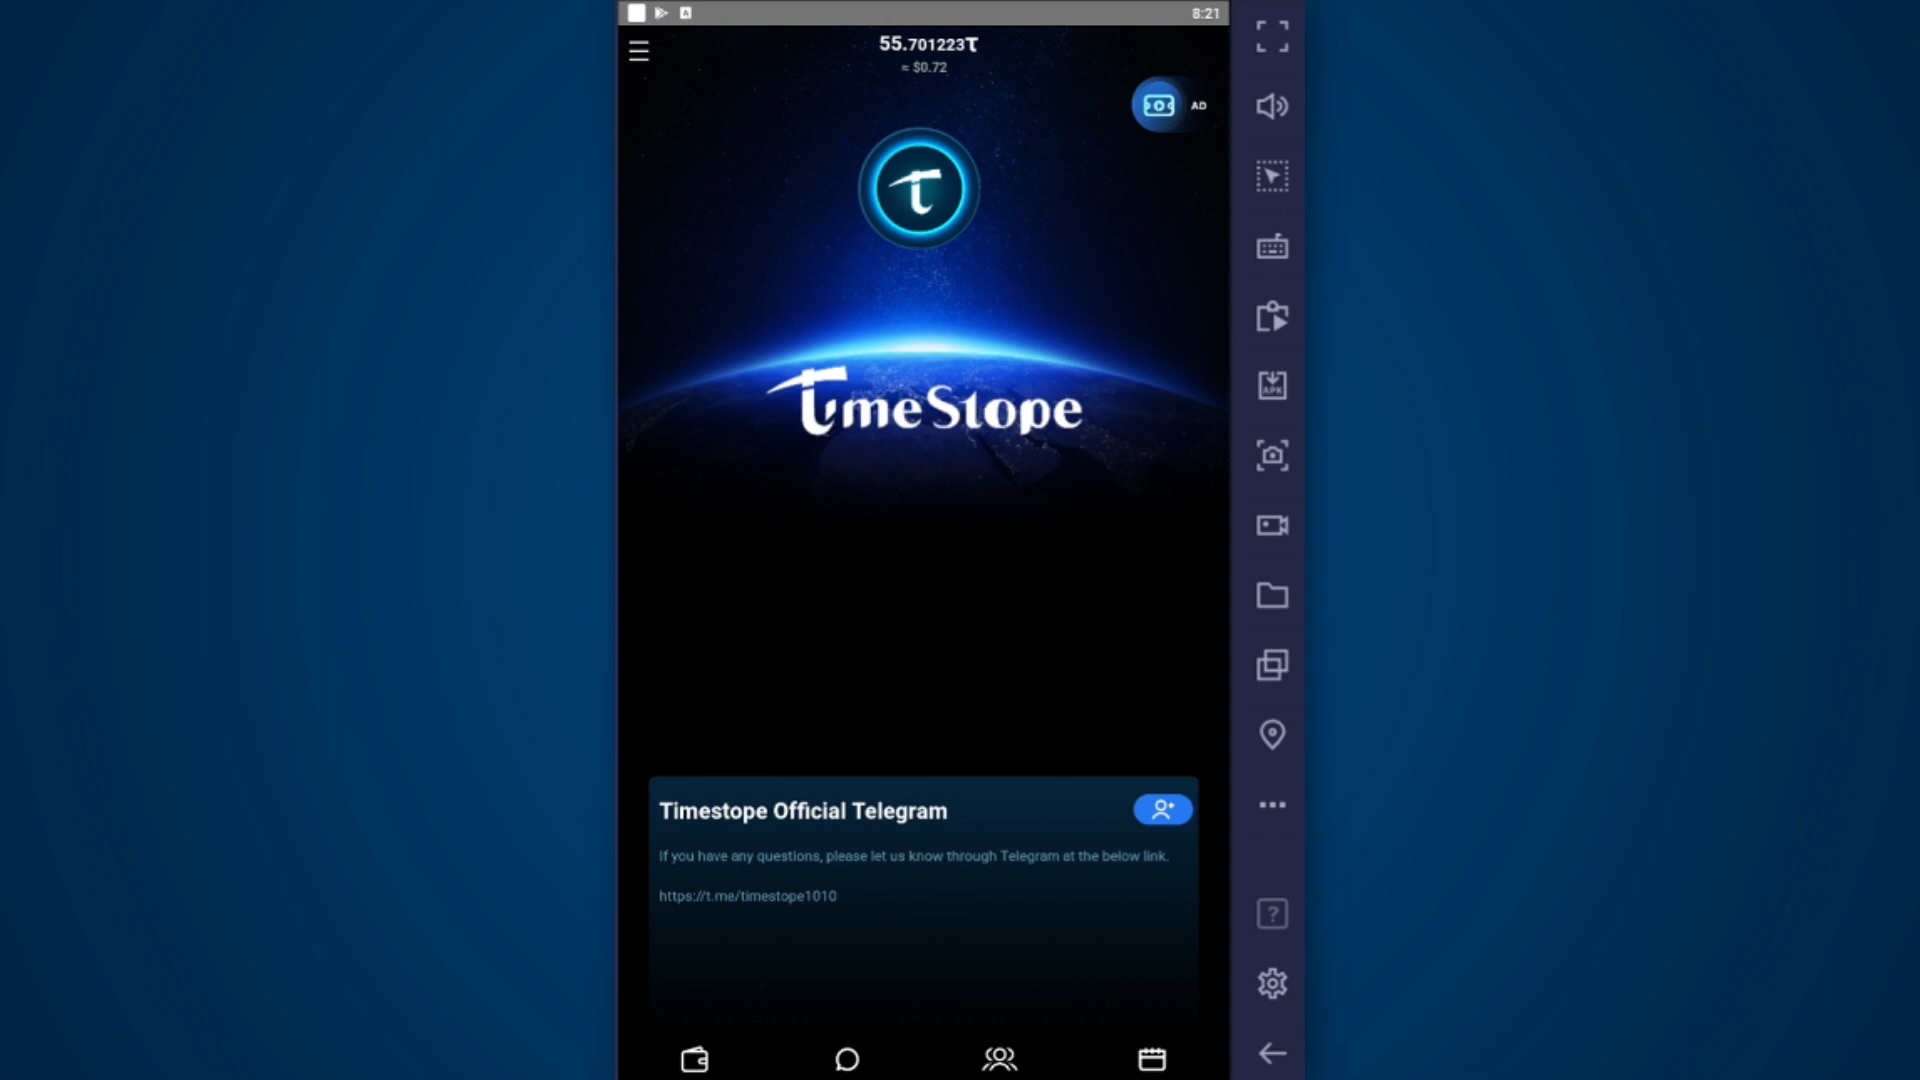 8:21
55.701223τ
≈ $0.72
AD
TimeStope
Timestope Official Telegram
If you have any questions, please let us know through Telegram at the below link.
https://t.me/timestope1010
APK